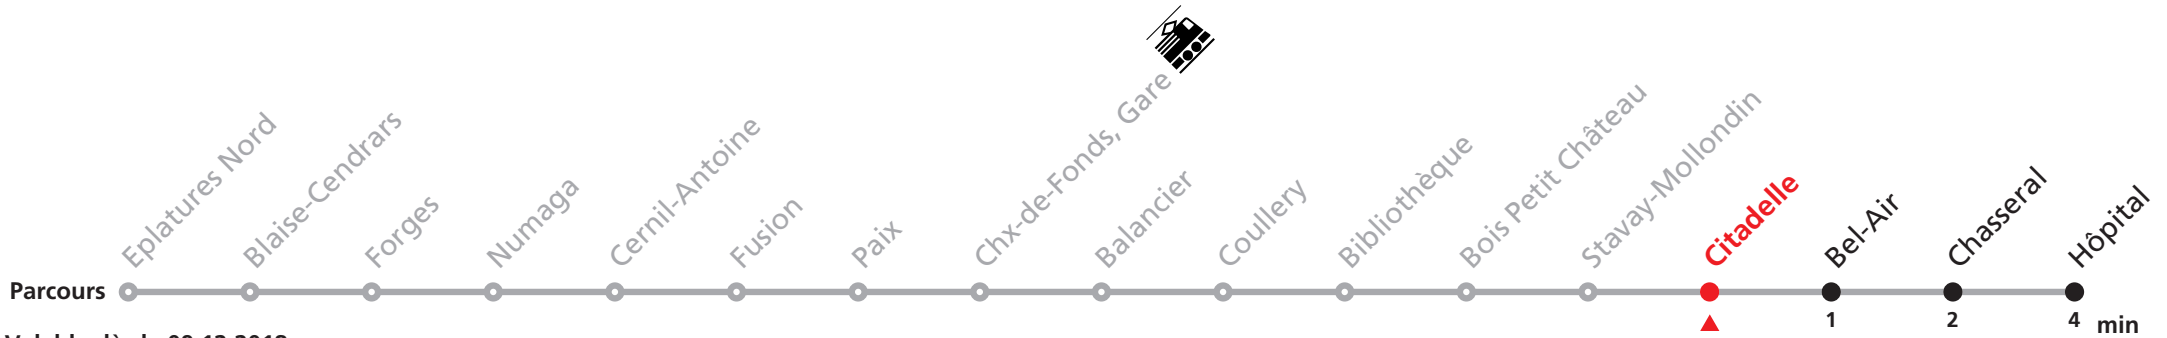 Eplatures Nord
Blaise-Cendrars
Forges
Numaga
Cernil-Antoine
Fusion
Paix
Chx-de-Fonds, Gare
Balancier
Coullery
Bibliothèque
Bois Petit Château
Stavay-Mollondin
Citadelle
Bel-Air
Chasseral
Hôpital
Parcours
1 2 4 min